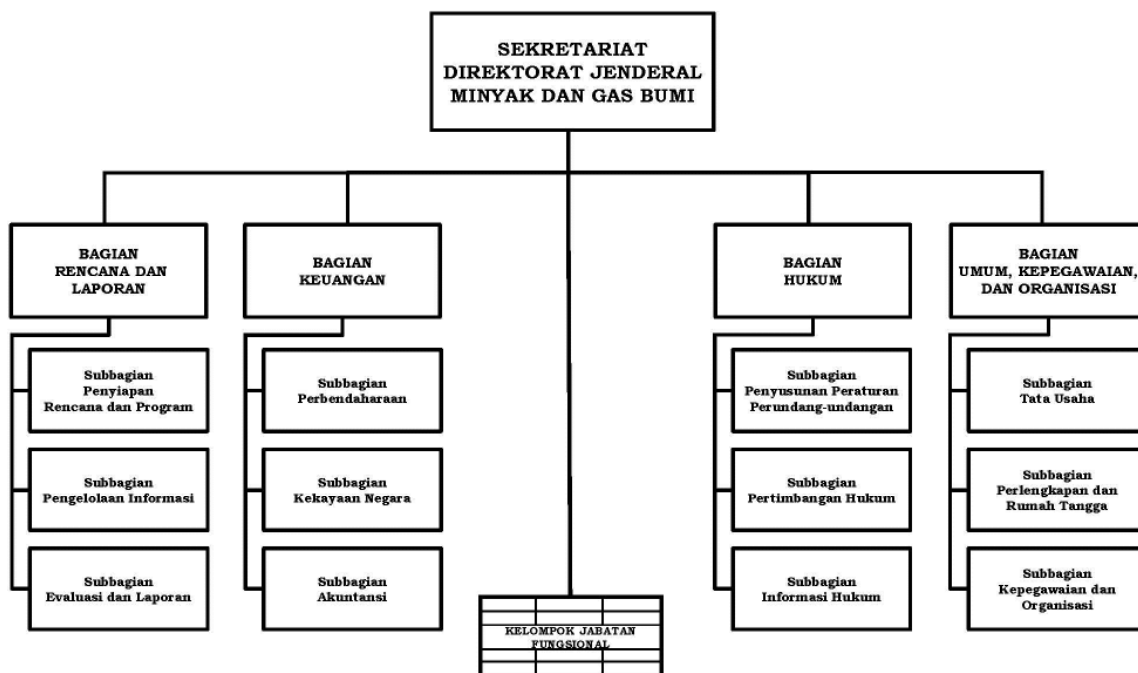 SEKRETARIAT
DIREKTORAT JENDERAL
MINYAK DAN GAS BUMI
BAGIAN
RENCANA DAN
LAPORAN
Subbagian
Penyiapan
Rencana dan Program
Subbagian
Pengelolaan Informasi
Subbagian
Evaluasi dan Laporan
BAGIAN
KEUANGAN
Subbagian
Perbendaharaan
Subbagian
Kekayaan Negara
Subbagian
Akuntansi
KELOMPOK JABATAN
FUNGSIONAL
BAGIAN
HUKUM
Subbagian
Penyusunan Peraturan
Perundang-undangan
Subbagian
Pertimbangan Hukum
Subbagian
Informasi Hukum
BAGIAN
UMUM, KEPEGAWAIAN,
DAN ORGANISASI
Subbagian
Tata Usaha
Subbagian
Perlengkapan dan
Rumah Tangga
Subbagian
Kepegawaian dan
Organisasi